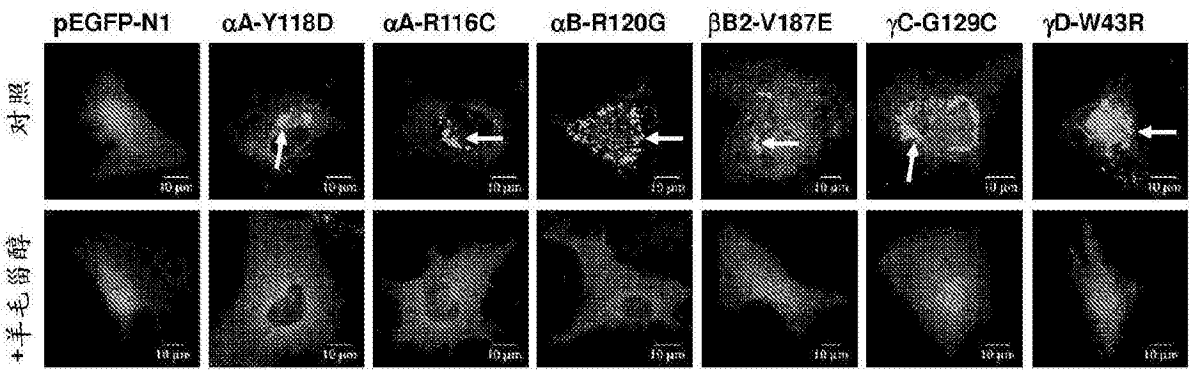 pEGFP-N1 αA-Y118D αA-R116C αB-R120G βB2-V187E γC-G129C γD-W43R
对照
10 μm 10 μm 10 μm 10 μm 10 μm 10 μm 10 μm
+羊毛甾醇
10 μm 10 μm 10 μm 10 μm 10 μm 10 μm 10 μm